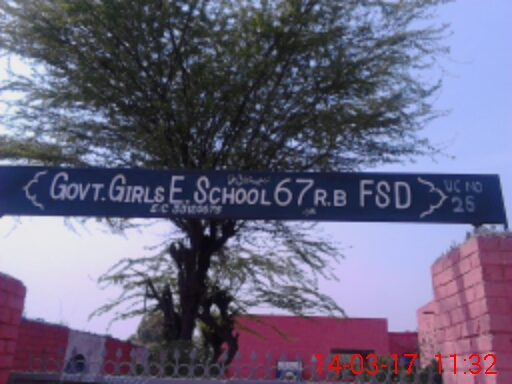 GOVT. GIRLS E. SCHOOL 67 R.B FSD
UC NO
25
14-03-17 11:32